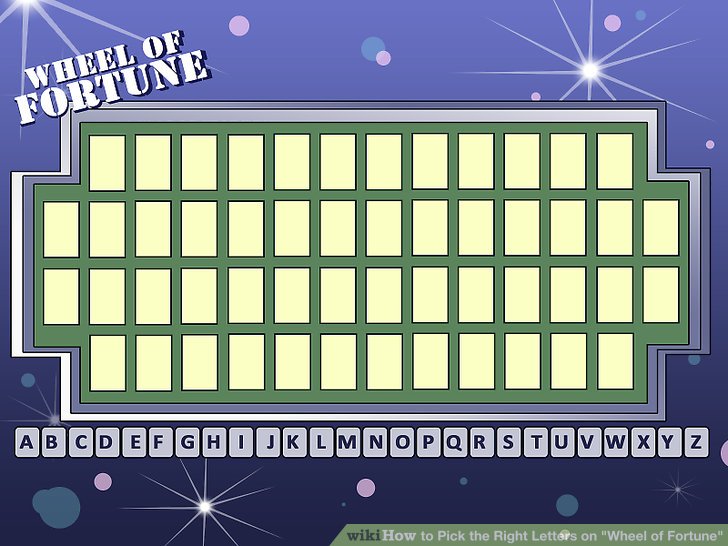 WHEEL OF
FORTUNE
A B C D E F G H I J K L M N O P Q R S T U V W X Y Z
wikiHow to Pick the Right Letters on "Wheel of Fortune"